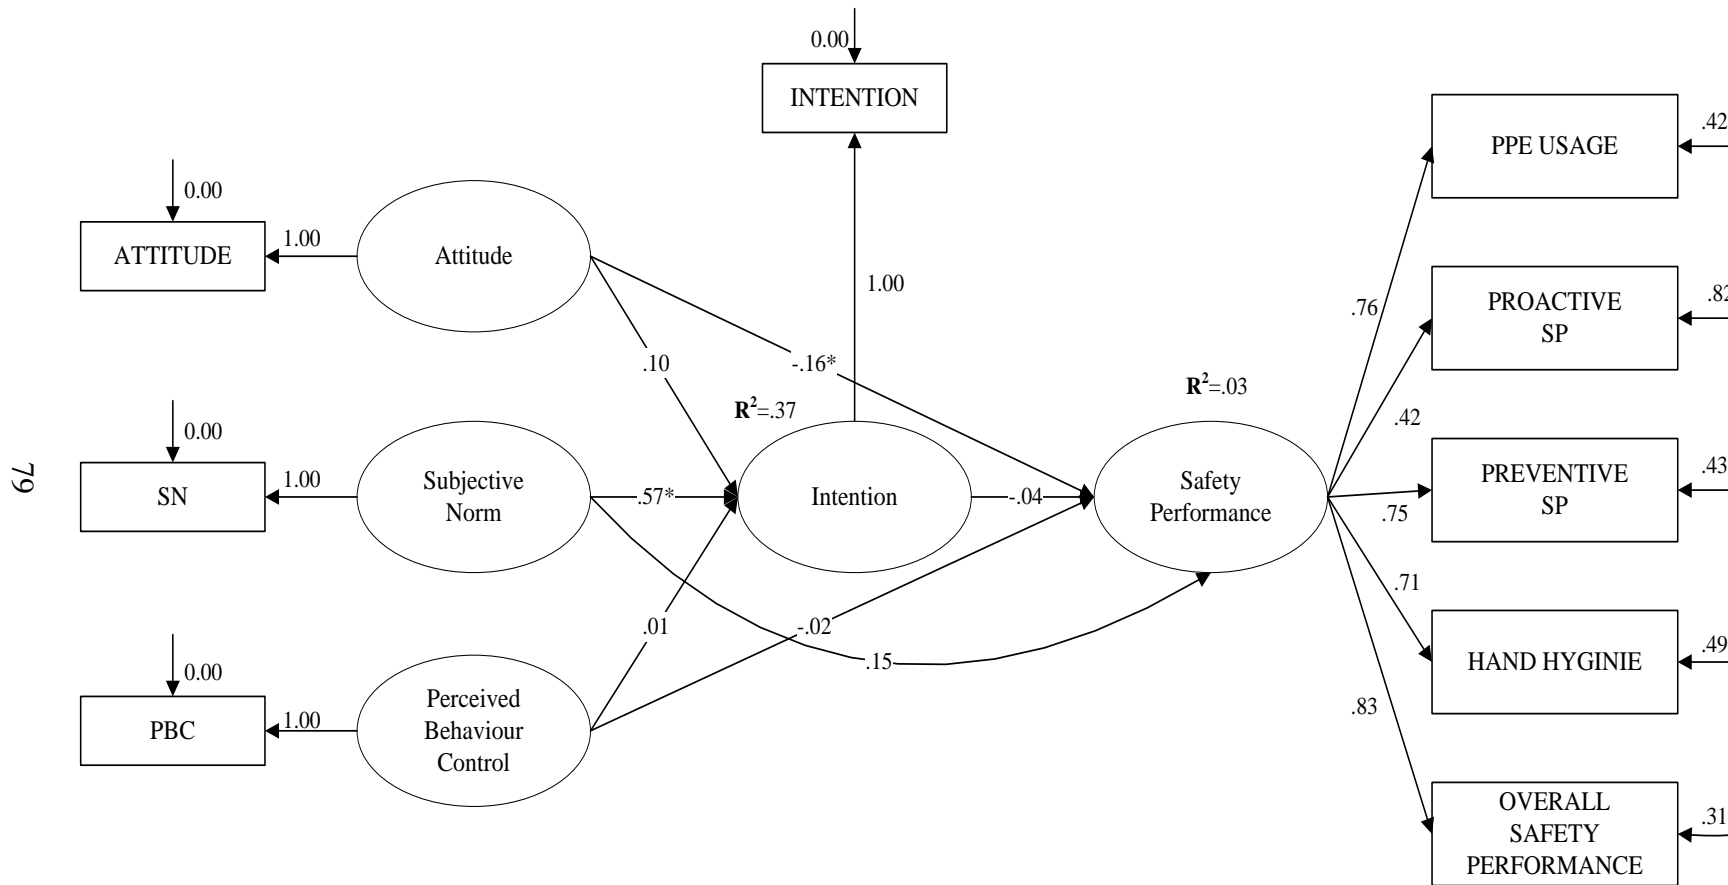 0.00
INTENTION
.42
PPE USAGE
0.00
ATTITUDE
1.00
Attitude
1.00
.82
PROACTIVE
SP
.76
.10
-.16*
R²=.37
R²=.03
.42
0.00
SN
1.00
Subjective
Norm
.57*
Intention
-.04
Safety
Performance
.43
PREVENTIVE
SP
.75
79
.71
.01
-.02
.15
.49
HAND HYGINIE
0.00
PBC
1.00
Perceived
Behaviour
Control
.83
.31
OVERALL
SAFETY
PERFORMANCE